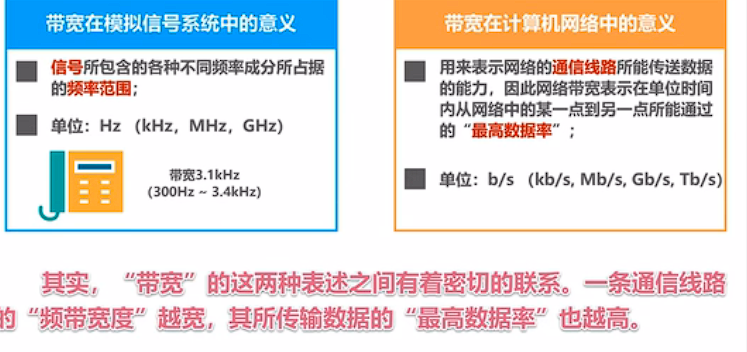 带宽在模拟信号系统中的意义
信号所包含的各种不同频率成分所占据
的频率范围；
单位：Hz （kHz，MHz，GHz）
带宽3.1kHz
（300Hz ~ 3.4kHz）
带宽在计算机网络中的意义
用来表示网络的通信线路所能传送数据
的能力，因此网络带宽表示在单位时间
内从网络中的某一点到另一点所能通过
的“最高数据率”；
单位：b/s （kb/s, Mb/s, Gb/s, Tb/s）
其实，“带宽”的这两种表述之间有着密切的联系。一条通信线路
的“频带宽度”越宽，其所传输数据的“最高数据率”也越高。